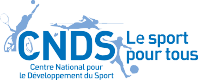 CNDS
Le sport
pour tous
Centre National pour
le Développement du Sport